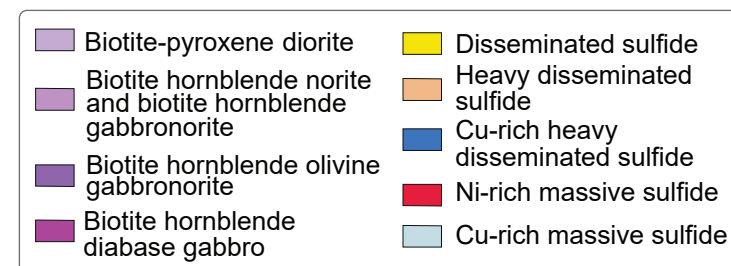 Biotite-pyroxene diorite
Biotite hornblende norite
and biotite hornblende
gabbronorite
Biotite hornblende olivine
gabbronorite
Biotite hornblende
diabase gabbro
Disseminated sulfide
Heavy disseminated
sulfide
Cu-rich heavy
disseminated sulfide
Ni-rich massive sulfide
Cu-rich massive sulfide